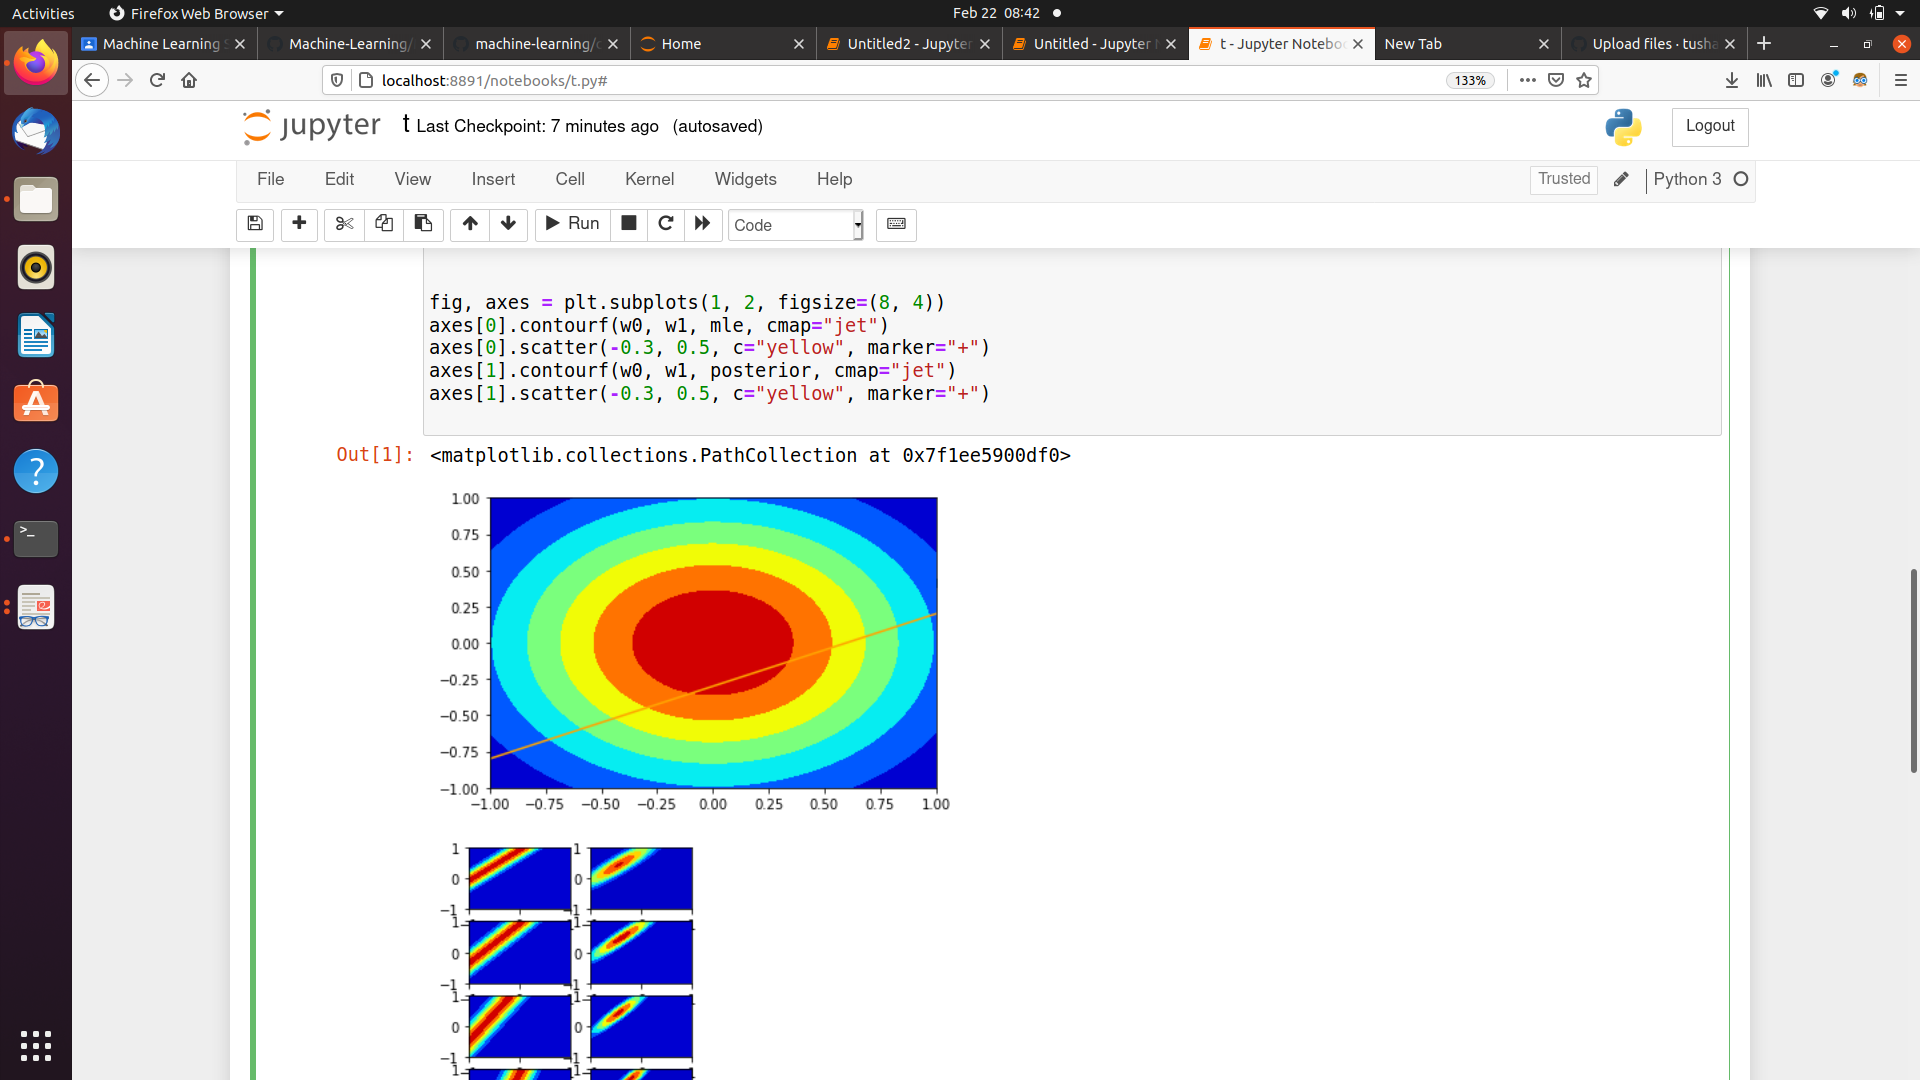 Activities
Firefox Web Browser
Feb 22 08:42
Machine Learning
Machine-Learning/
machine-learning/
Home
Untitled2 - Jupyter
Untitled - Jupyter
t - Jupyter Notebo
New Tab
Upload files · tusha
localhost:8891/notebooks/t.py#
133%
jupyter
t Last Checkpoint: 7 minutes ago (autosaved)
Logout
File Edit View Insert Cell Kernel Widgets Help
Trusted
Python 3
Run
Code
fig, axes = plt.subplots(1, 2, figsize=(8, 4))
axes[0].contourf(w0, w1, mle, cmap="jet")
axes[0].scatter(-0.3, 0.5, c="yellow", marker="+")
axes[1].contourf(w0, w1, posterior, cmap="jet")
axes[1].scatter(-0.3, 0.5, c="yellow", marker="+")
Out[1]: <matplotlib.collections.PathCollection at 0x7f1ee5900df0>
1.00
0.75
0.50
0.25
0.00
−0.25
−0.50
−0.75
−1.00
−1.00 −0.75 −0.50 −0.25 0.00 0.25 0.50 0.75 1.00
1 1
0 0
−1 −1
1 1
0 0
−1 −1
1 1
0 0
−1 −1
1 1